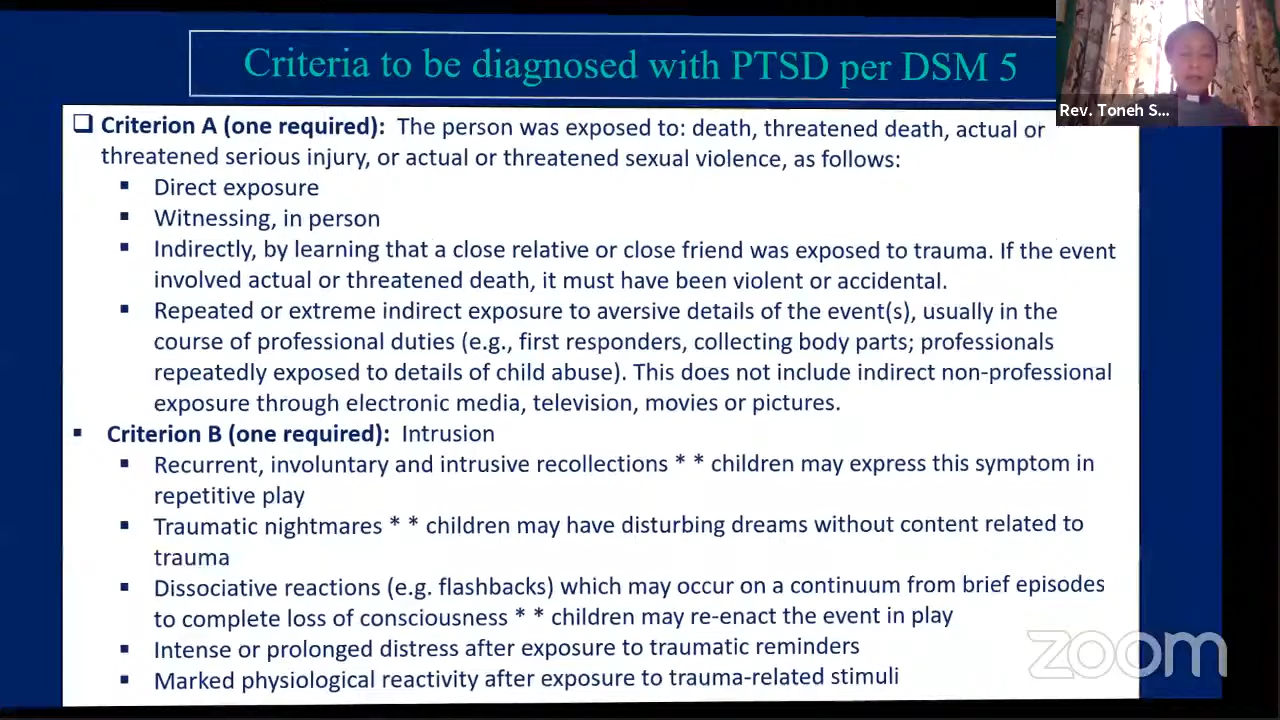 Criteria to be diagnosed with PTSD per DSM 5
Rev. Toneh S...
Criterion A (one required): The person was exposed to: death, threatened death, actual or
threatened serious injury, or actual or threatened sexual violence, as follows:
Direct exposure
Witnessing, in person
Indirectly, by learning that a close relative or close friend was exposed to trauma. If the event
involved actual or threatened death, it must have been violent or accidental.
Repeated or extreme indirect exposure to aversive details of the event(s), usually in the
course of professional duties (e.g., first responders, collecting body parts; professionals
repeatedly exposed to details of child abuse). This does not include indirect non-professional
exposure through electronic media, television, movies or pictures.
Criterion B (one required): Intrusion
Recurrent, involuntary and intrusive recollections * * children may express this symptom in
repetitive play
Traumatic nightmares * * children may have disturbing dreams without content related to
trauma
Dissociative reactions (e.g. flashbacks) which may occur on a continuum from brief episodes
to complete loss of consciousness * * children may re-enact the event in play
Intense or prolonged distress after exposure to traumatic reminders
Marked physiological reactivity after exposure to trauma-related stimuli
zoom